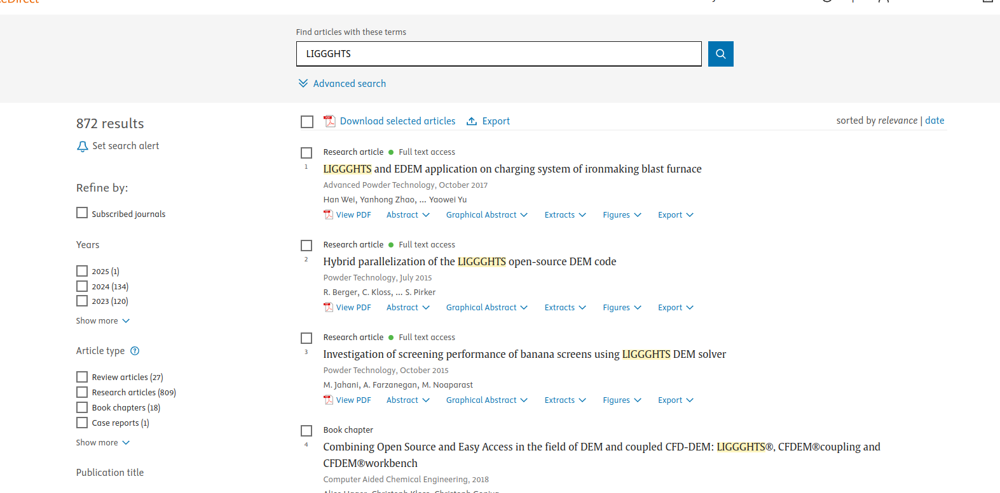 Find articles with these terms
LIGGGHTS
Advanced search
872 results
Set search alert
Refine by:
Subscribed journals
Years
2025 (1)
2024 (134)
2023 (120)
Show more
Article type
Review articles (27)
Research articles (809)
Book chapters (18)
Case reports (1)
Show more
Publication title
Download selected articles Export
sorted by relevance | date
Research article Full text access
1 LIGGGHTS and EDEM application on charging system of ironmaking blast furnace
Advanced Powder Technology, October 2017
Han Wei, Yanhong Zhao, ... Yaowei Yu
View PDF Abstract Graphical Abstract Extracts Figures Export
Research article Full text access
2 Hybrid parallelization of the LIGGGHTS open-source DEM code
Powder Technology, July 2015
R. Berger, C. Kloss, ... S. Pirker
View PDF Abstract Graphical Abstract Extracts Figures Export
Research article Full text access
3 Investigation of screening performance of banana screens using LIGGGHTS DEM solver
Powder Technology, October 2015
M. Jahani, A. Farzanegan, M. Noaparast
View PDF Abstract Graphical Abstract Extracts Figures Export
Book chapter
4 Combining Open Source and Easy Access in the field of DEM and coupled CFD-DEM: LIGGGHTS®, CFDEM®coupling and
CFDEM®workbench
Computer Aided Chemical Engineering, 2018